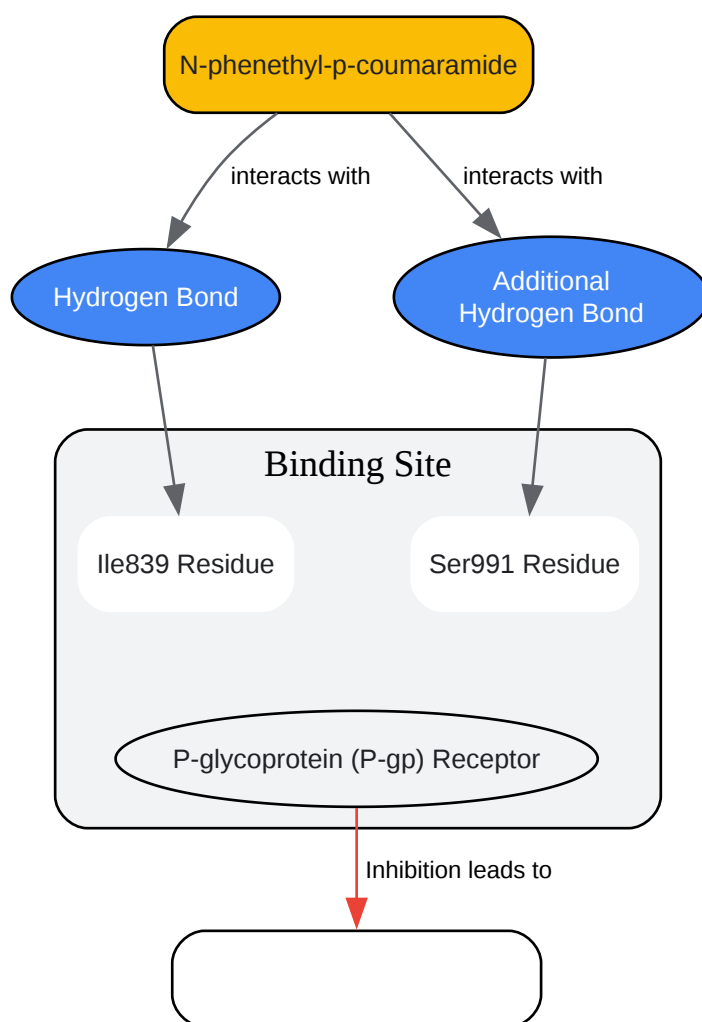 N-phenethyl-p-coumaramide
interacts with
interacts with
Hydrogen Bond
Additional
Hydrogen Bond
Binding Site
Ile839 Residue
Ser991 Residue
P-glycoprotein (P-gp) Receptor
Inhibition leads to